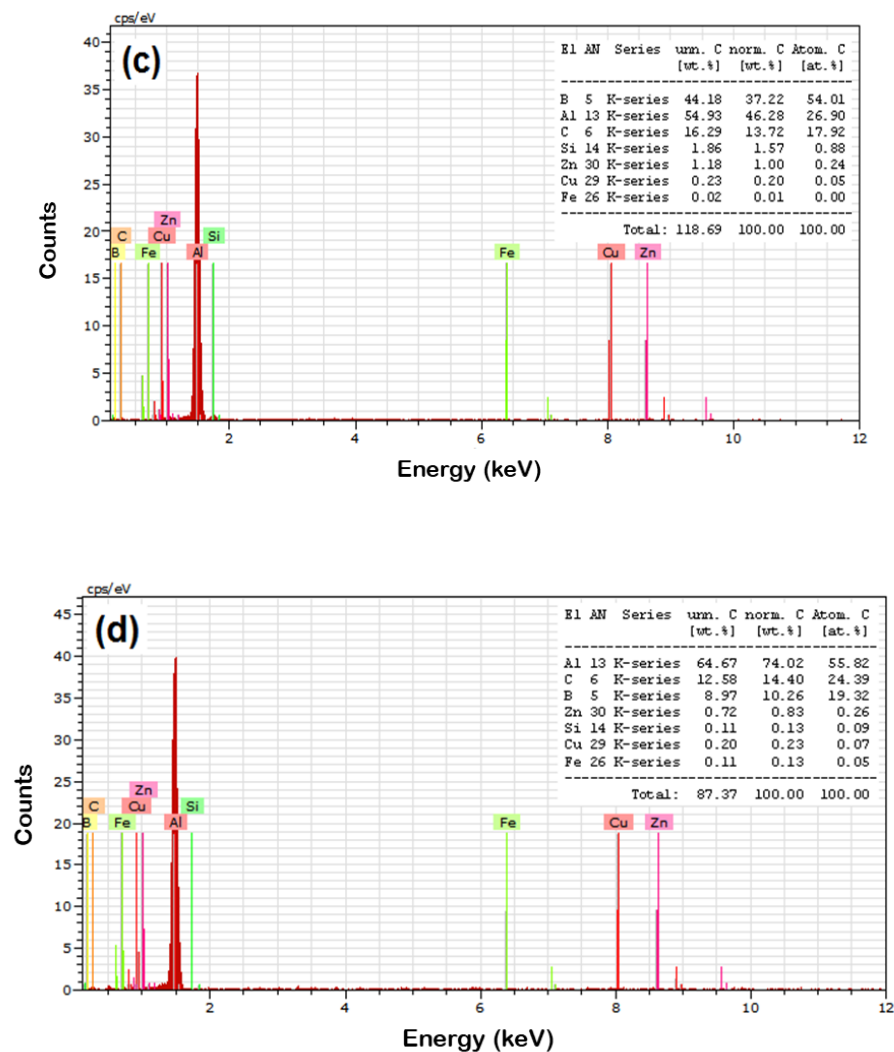 cps/eV
(c)
40
35
30
25
20
15
10
5
0
Counts
El AN Series unn. C norm. C Atom. C
[wt.%] [wt.%] [at.%]
B 5 K-series 44.18 37.22 54.01
Al 13 K-series 54.93 46.28 26.90
C 6 K-series 16.29 13.72 17.92
Si 14 K-series 1.86 1.57 0.88
Zn 30 K-series 1.18 1.00 0.24
Cu 29 K-series 0.23 0.20 0.05
Fe 26 K-series 0.02 0.01 0.00
Total: 118.69 100.00 100.00
Zn
C Cu Si
B Fe Al Fe Cu Zn
2 4 6 8 10 12
Energy (keV)
cps/eV
(d)
45
40
35
30
25
20
15
10
5
0
Counts
El AN Series unn. C norm. C Atom. C
[wt.%] [wt.%] [at.%]
Al 13 K-series 64.67 74.02 55.82
C 6 K-series 12.58 14.40 24.39
B 5 K-series 8.97 10.26 19.32
Zn 30 K-series 0.72 0.83 0.26
Si 14 K-series 0.11 0.13 0.09
Cu 29 K-series 0.20 0.23 0.07
Fe 26 K-series 0.11 0.13 0.05
Total: 87.37 100.00 100.00
Zn
C Cu Si
B Fe Al Fe Cu Zn
2 4 6 8 10 12
Energy (keV)